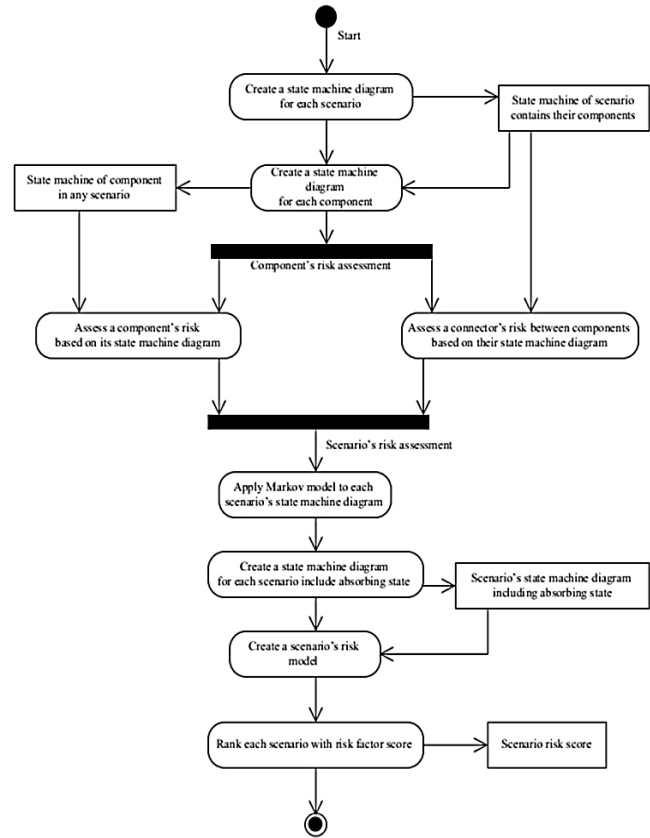 Start
Create a state machine diagram
for each scenario
State machine of scenario
contains their components
State machine of component
in any scenario
Create a state machine
diagram
for each component
Component's risk assessment
Assess a component's risk
based on its state machine diagram
Assess a connector's risk between components
based on their state machine diagram
Scenario's risk assessment
Apply Markov model to each
scenario's state machine diagram
Create a state machine diagram
for each scenario include absorbing state
Scenario's state machine diagram
including absorbing state
Create a scenario's risk
model
Rank each scenario with risk factor score
Scenario risk score